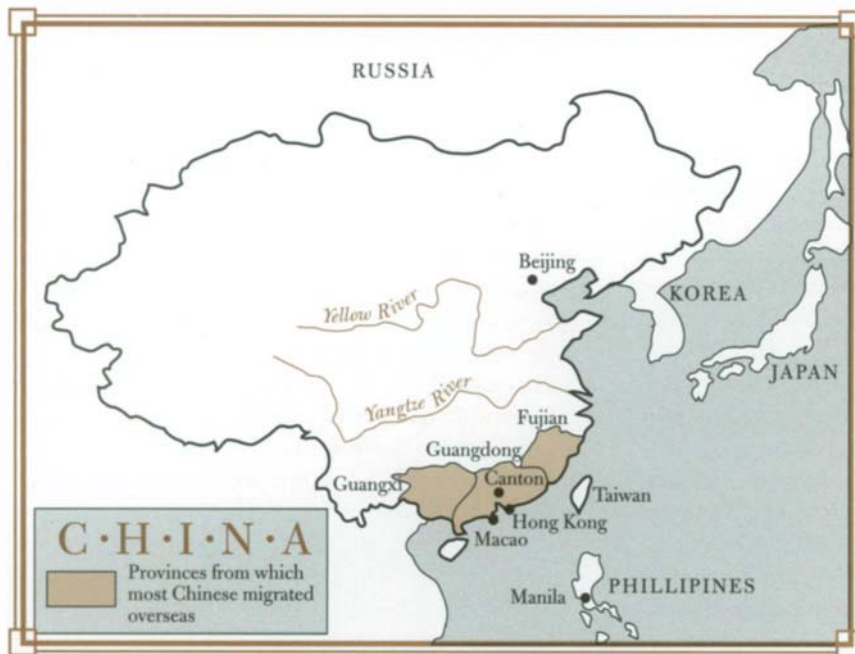 RUSSIA
Beijing
Yellow River
KOREA
JAPAN
Yangtze River
Fujian
Guangdong
Guangxi
Canton
Taiwan
Hong Kong
Macao
C·H·I·N·A
Provinces from which
most Chinese migrated
overseas
Manila
PHILLIPINES